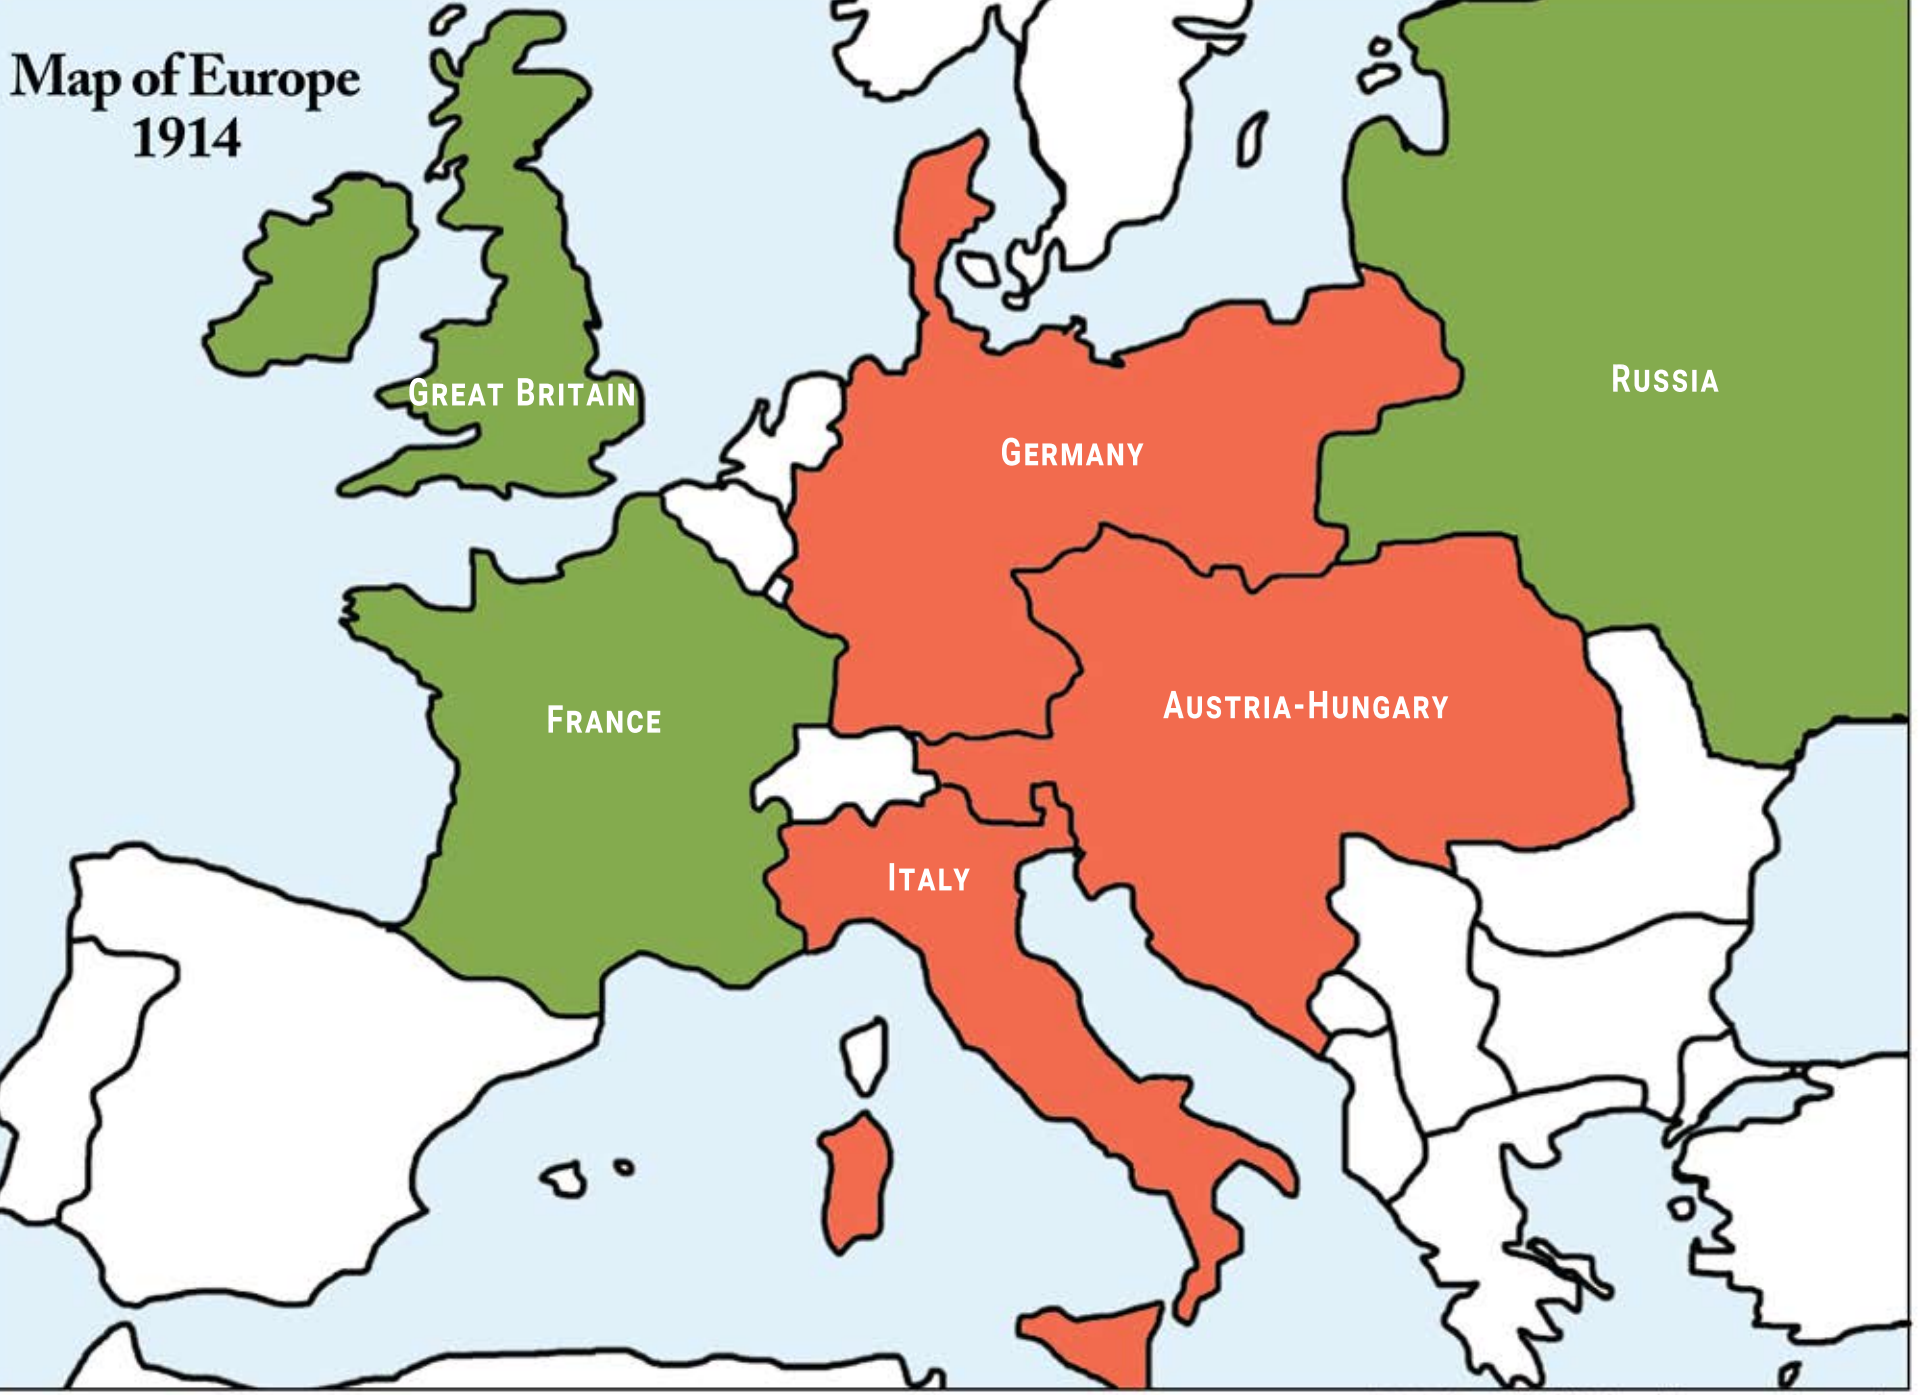 Map of Europe
1914
Great Britain
Russia
Germany
France
Austria-Hungary
Italy